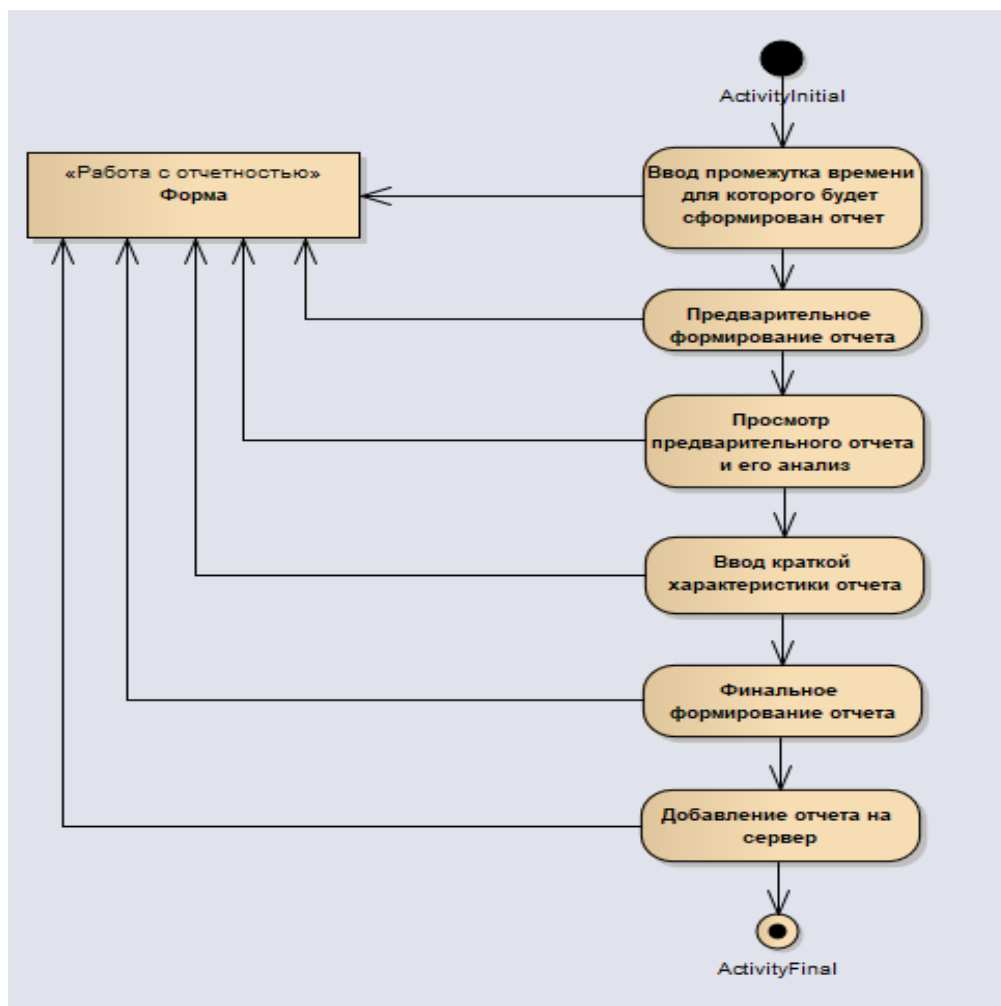 ActivityInitial
«Работа с отчетностью»
Форма
Ввод промежутка времени
для которого будет
сформирован отчет
Предварительное
формирование отчета
Просмотр
предварительного отчета
и его анализ
Ввод краткой
характеристики отчета
Финальное
формирование отчета
Добавление отчета на
сервер
ActivityFinal